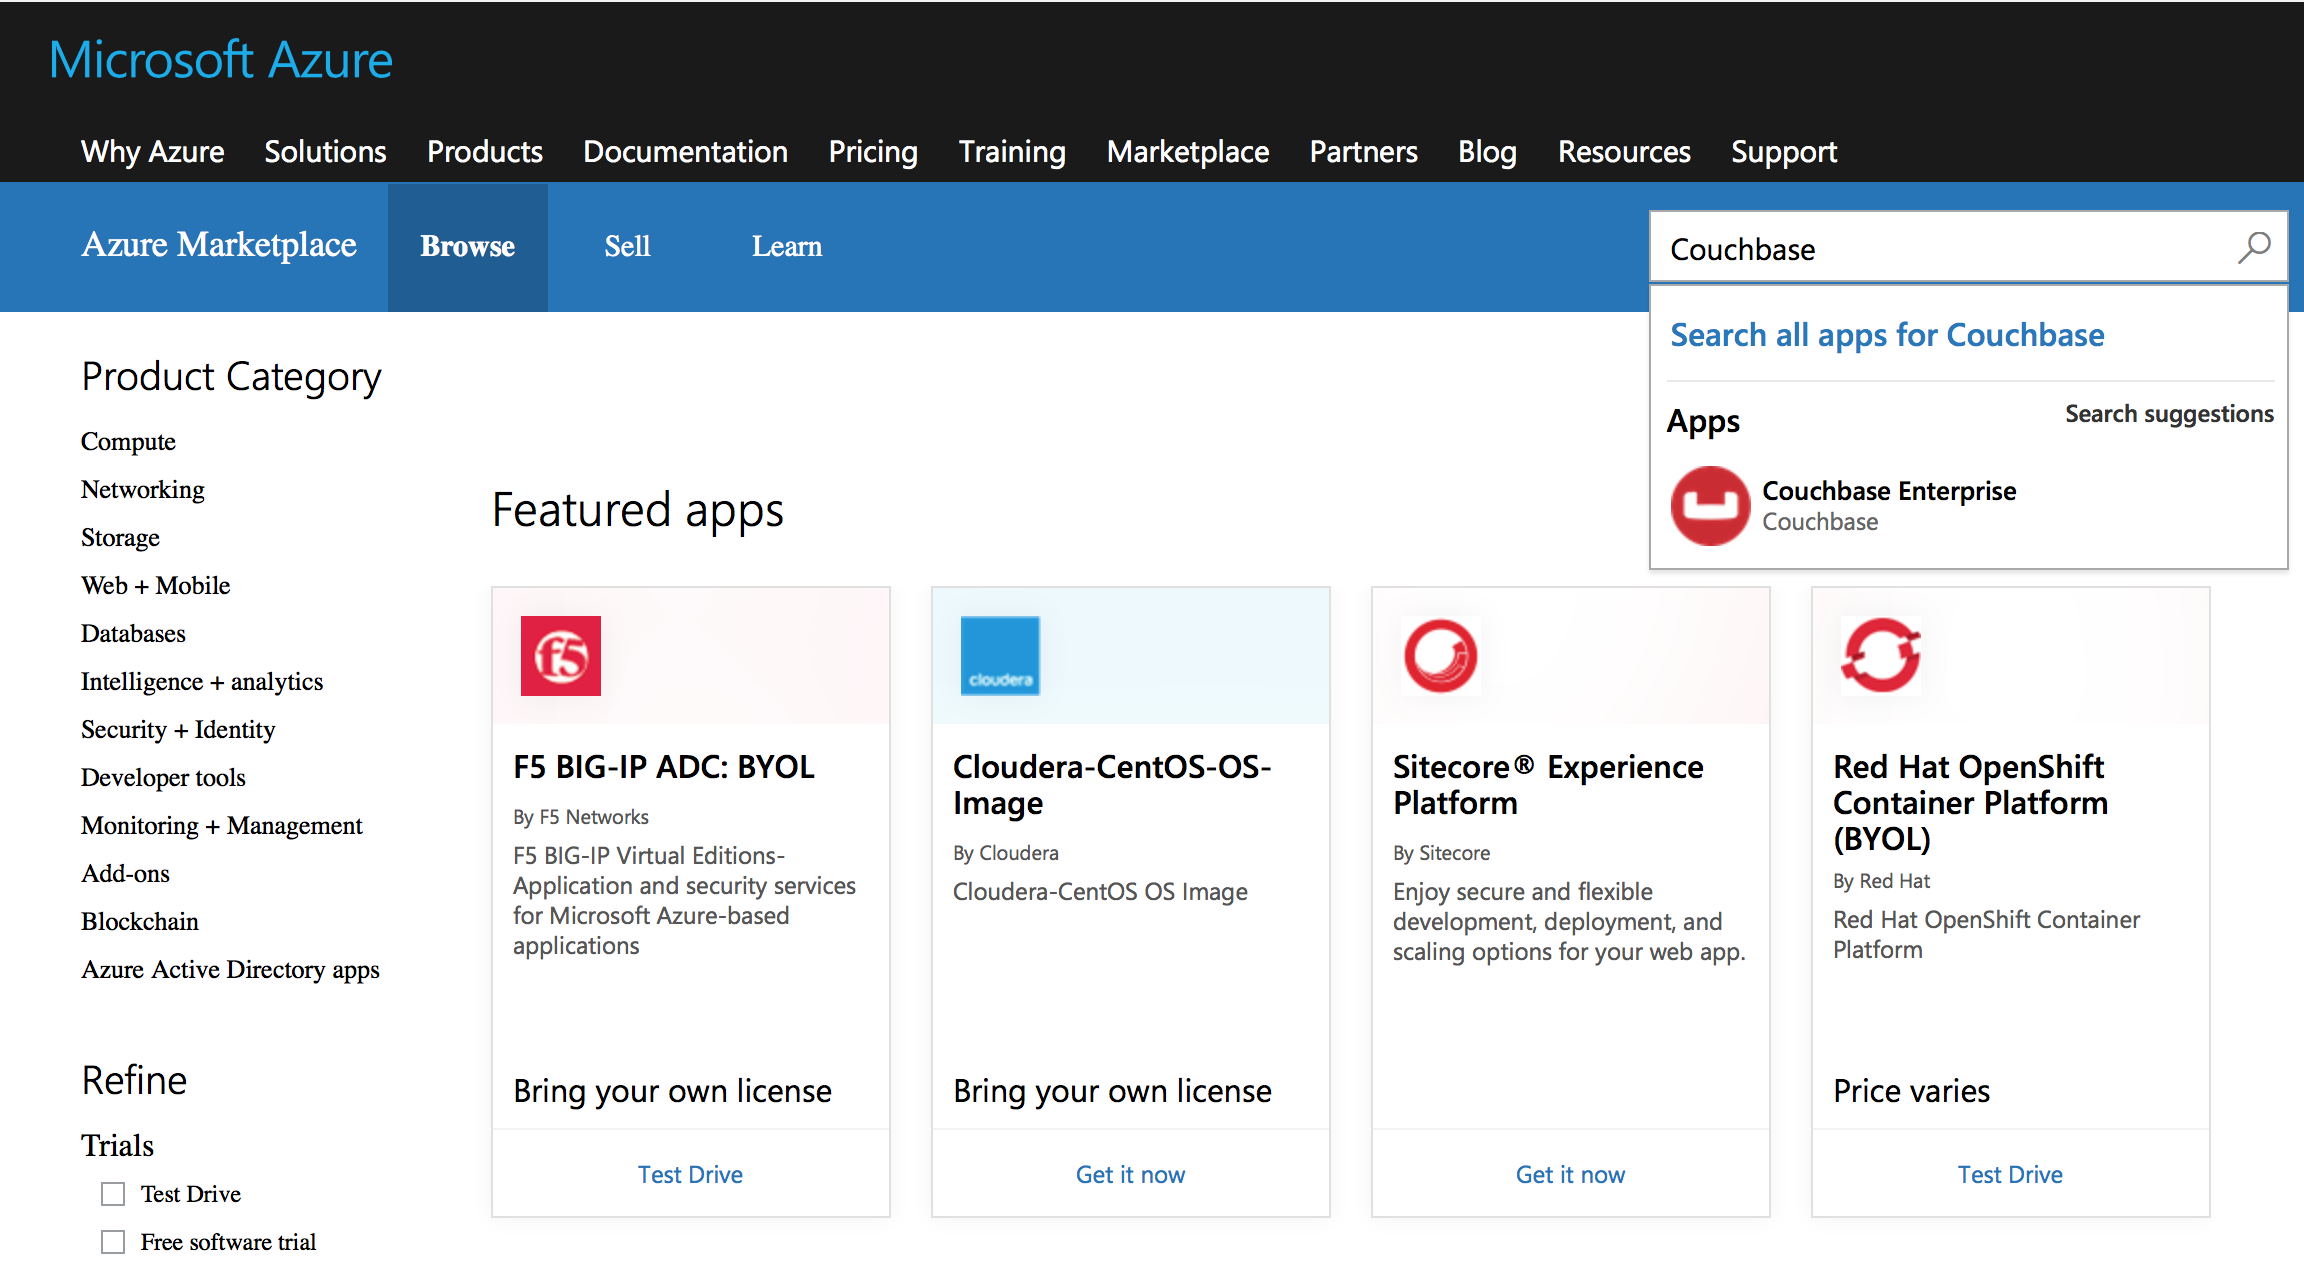 Microsoft Azure
Why Azure Solutions Products Documentation Pricing Training Marketplace Partners Blog Resources Support
Azure Marketplace Browse Sell Learn
Couchbase
Search all apps for Couchbase
Apps
Search suggestions
Couchbase Enterprise
Couchbase
Product Category
Compute
Networking
Storage
Web + Mobile
Databases
Intelligence + analytics
Security + Identity
Developer tools
Monitoring + Management
Add-ons
Blockchain
Azure Active Directory apps
Refine
Trials
Test Drive
Free software trial
Featured apps
f5
F5 BIG-IP ADC: BYOL
By F5 Networks
F5 BIG-IP Virtual Editions-
Application and security services
for Microsoft Azure-based
applications
Bring your own license
Test Drive
cloudera
Cloudera-CentOS-OS-
Image
By Cloudera
Cloudera-CentOS OS Image
Bring your own license
Get it now
Sitecore® Experience
Platform
By Sitecore
Enjoy secure and flexible
development, deployment, and
scaling options for your web app.
Get it now
Red Hat OpenShift
Container Platform
(BYOL)
By Red Hat
Red Hat OpenShift Container
Platform
Price varies
Test Drive